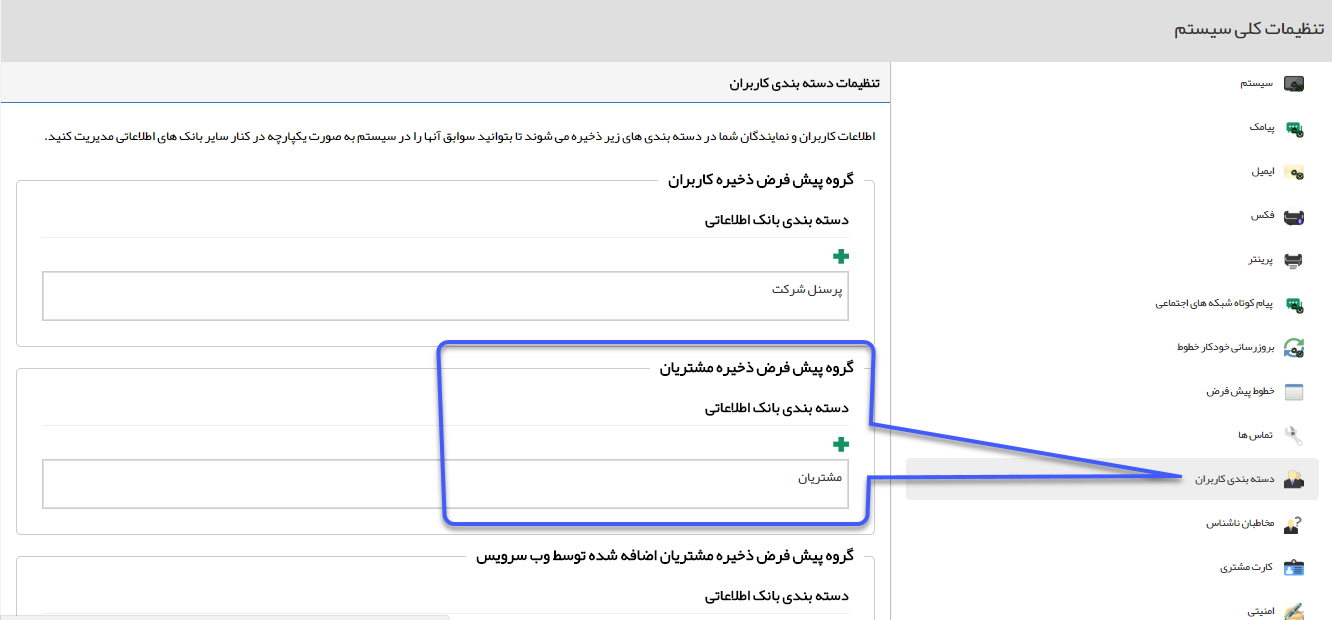 تنظیمات کلی سیستم
سیستم
پیامک
ایمیل
فکس
پرینتر
پیام کوتاه شبکه های اجتماعی
بروزرسانی خودکار خطوط
خطوط پیش فرض
تماس ها
دسته بندی کاربران
مخاطبان ناشناس
کارت مشتری
امنیتی
تنظیمات دسته بندی کاربران
اطلاعات کاربران و نمایندگان شما در دسته بندی های زیر ذخیره می شوند تا بتوانید سوابق آنها را در سیستم به صورت یکپارچه در کنار سایر بانک های اطلاعاتی مدیریت کنید.
گروه پیش فرض ذخیره کاربران
دسته بندی بانک اطلاعاتی
پرسنل شرکت
گروه پیش فرض ذخیره مشتریان
دسته بندی بانک اطلاعاتی
مشتریان
گروه پیش فرض ذخیره مشتریان اضافه شده توسط وب سرویس
دسته بندی بانک اطلاعاتی